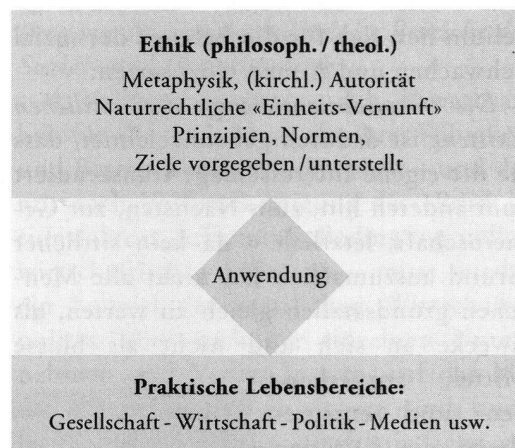 Ethik (philosoph. / theol.)
Metaphysik, (kirchl.) Autorität
Naturrechtliche «Einheits-Vernunft»
Prinzipien, Normen,
Ziele vorgegeben / unterstellt
Anwendung
Praktische Lebensbereiche:
Gesellschaft - Wirtschaft - Politik - Medien usw.